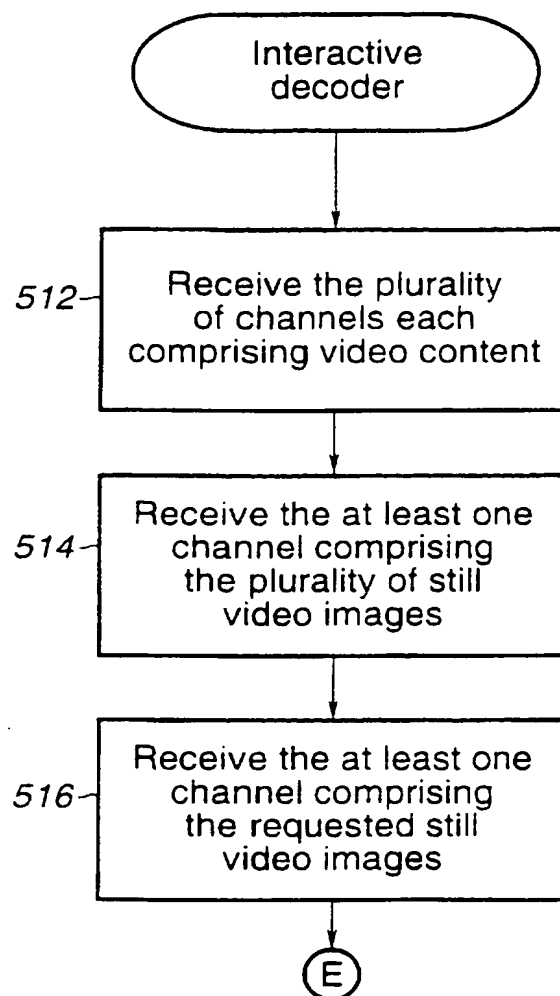 Interactive
decoder
512
Receive the plurality
of channels each
comprising video content
514
Receive the at least one
channel comprising
the plurality of still
video images
516
Receive the at least one
channel comprising
the requested still
video images
E